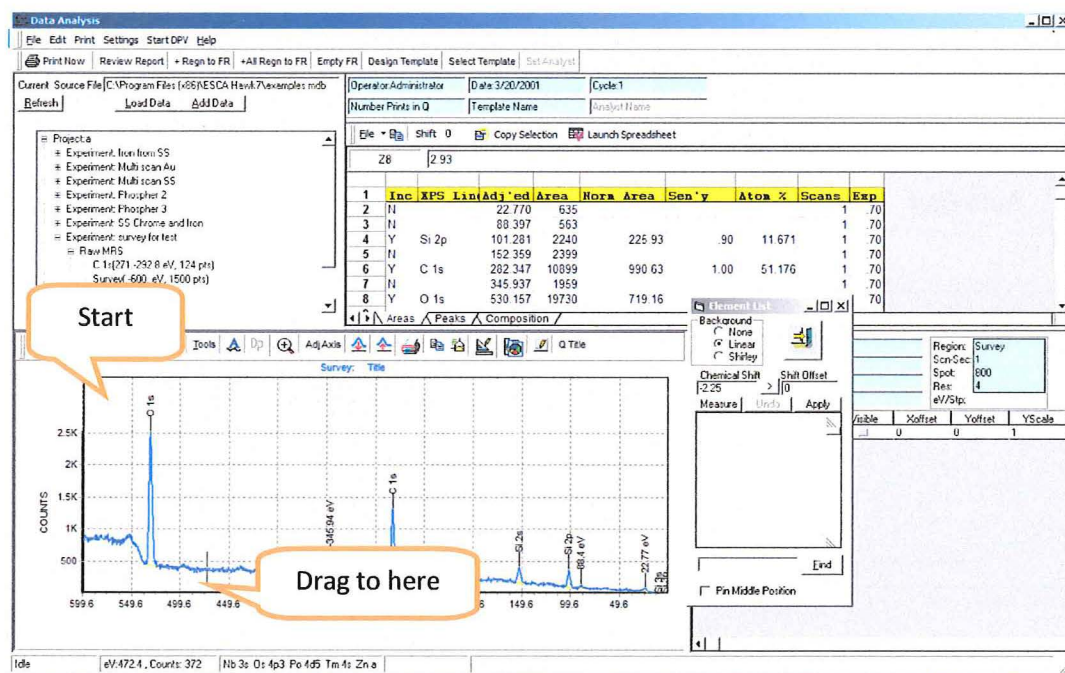 Data Analysis
File Edit Print Settings Start DPV Help
Print Now Review Report + Regn to FR +All Regn to FR Empty FR Design Template Select Template Set Analyst
Current Source File C:\Program Files (x86)\ESCA Hawk7\examples mdb
Refresh Load Data Add Data
Operator:Administrator Date:3/20/2001 Cycle:1
Number Prints in Q Template Name Analyst Name
Project:a
Experiment: Iron from SS
Experiment: Multi scan Au
Experiment: Multi scan SS
Experiment: Phospher 2
Experiment: Phospher 3
Experiment: SS Chrome and Iron
Experiment: survey for test
Raw MRS
C 1s(271 -292.8 eV, 124 pts)
Survey( -600. eV, 1500 pts)
File Shift 0 Copy Selection Launch Spreadsheet
Z8 2.93
1 Inc XPS Lin Adj'ed Area Norm Area Sen'y Atom % Scans Exp
2 N 22.770 635 1 .70
3 N 88.397 563 1 .70
4 Y Si 2p 101.281 2240 225 93 .90 11.671 1 .70
5 N 152.359 2399 1 .70
6 Y C 1s 282.347 10899 990 63 1.00 51.176 1 .70
7 N 345.937 1959 1 .70
8 Y O 1s 530.157 19730 719.16 70
Areas Peaks Composition
Start
Tools Dp Adj Axis Q Title
Survey: Title
O 1s
C 1s
345.94 eV
Si 2s
Si 2p
88.4 eV
22.77 eV
COUNTS
2.5K
2K
1.5K
1K
500
599.6 549.6 499.6 449.6 149.6 99.6 49.6
Drag to here
Element List
Background
None
Linear
Shirley
Chemical Shift Shift Offset
-2.25 > 0
Measure Undo Apply
Find
Pin Middle Position
Region: Survey
Scn-Sec: 1
Spot: 800
Res: 4
eV/Stp:
Visible Xoffset Yoffset YScale
0 0 1
Idle eV:472.4 , Counts: 372 Nb 3s Os 4p3 Po 4d5 Tm 4s Zn a